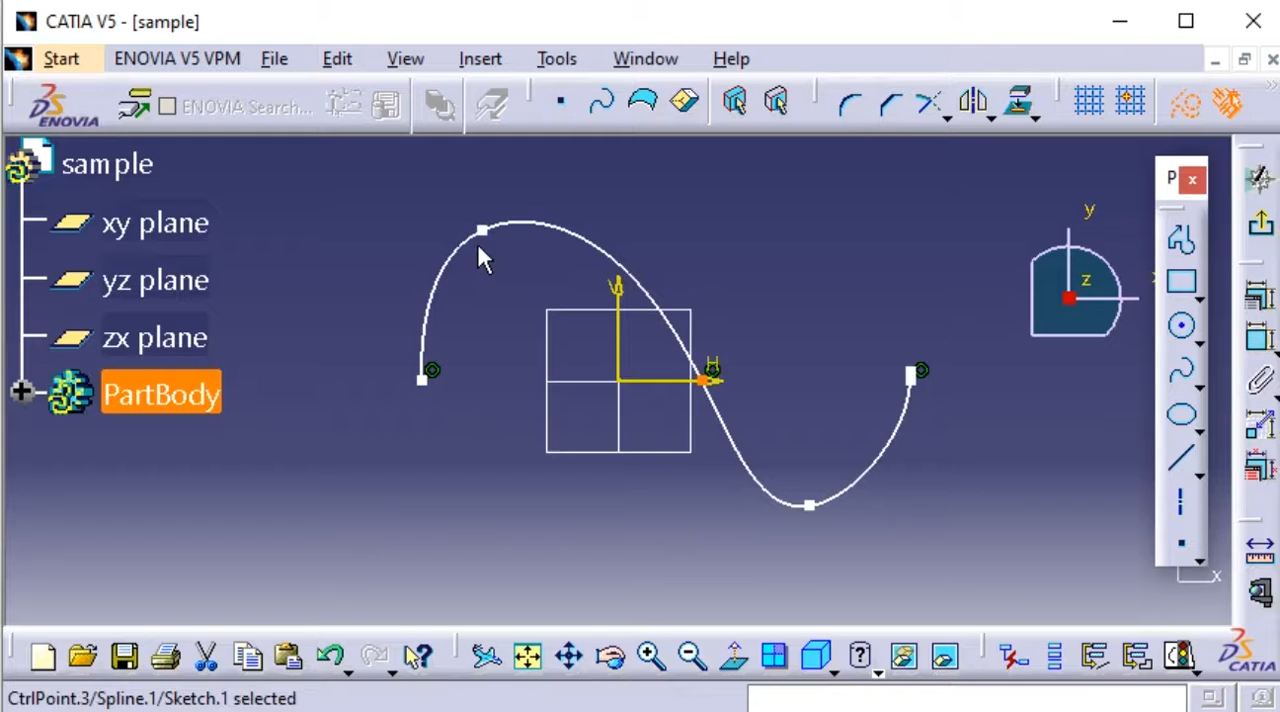 CATIA V5 - [sample]
Start ENOVIA V5 VPM File Edit View Insert Tools Window Help
ENOVIA
ENOVIA Search...
sample
xy plane
yz plane
zx plane
PartBody
V
H
y
z
P
x
CATIA
CtrlPoint.3/Spline.1/Sketch.1 selected